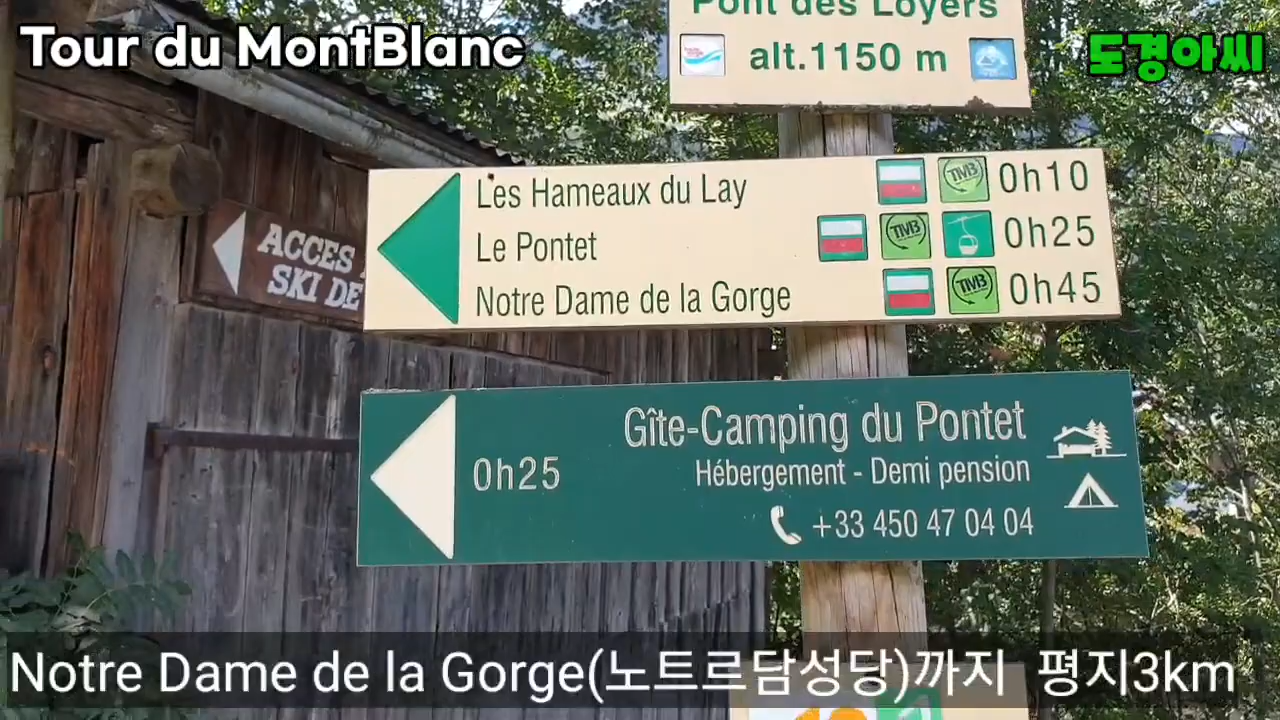 Tour du MontBlanc
도경아씨
Pont des Loyers
alt.1150 m
ACCES
SKI DE
Les Hameaux du Lay TMB 0h10
Le Pontet TMB 0h25
Notre Dame de la Gorge TMB 0h45
0h25
Gîte-Camping du Pontet
Hébergement - Demi pension
+33 450 47 04 04
Notre Dame de la Gorge(노트르담성당)까지 평지3km